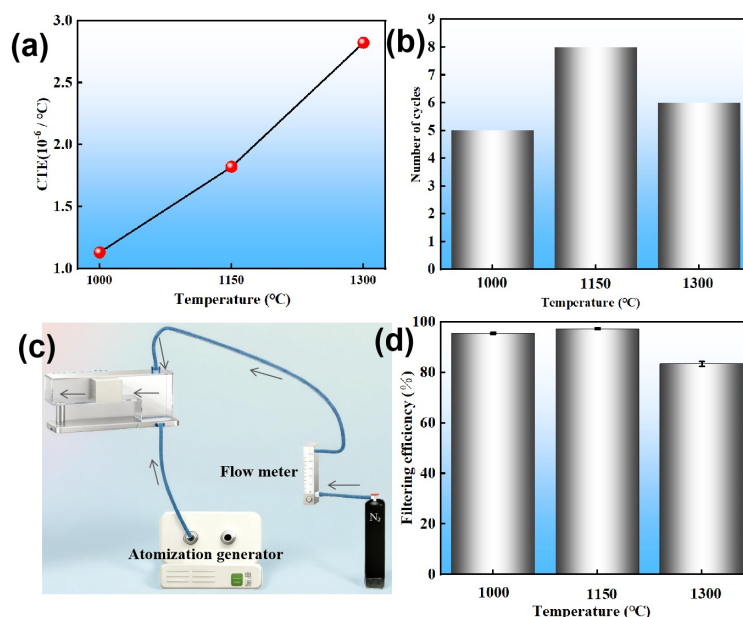 (a)
3.0
2.5
2.0
1.5
1.0
CTE(10⁻⁶ / °C)
1000
1150
1300
Temperature (°C)
(b)
9
8
7
6
5
4
3
2
1
0
Number of cycles
1000
1150
1300
Temperature (°C)
(c)
Flow meter
N₂
Atomization generator
(d)
100
80
60
40
20
0
Filtering efficiency (%)
1000
1150
1300
Temperature (°C)